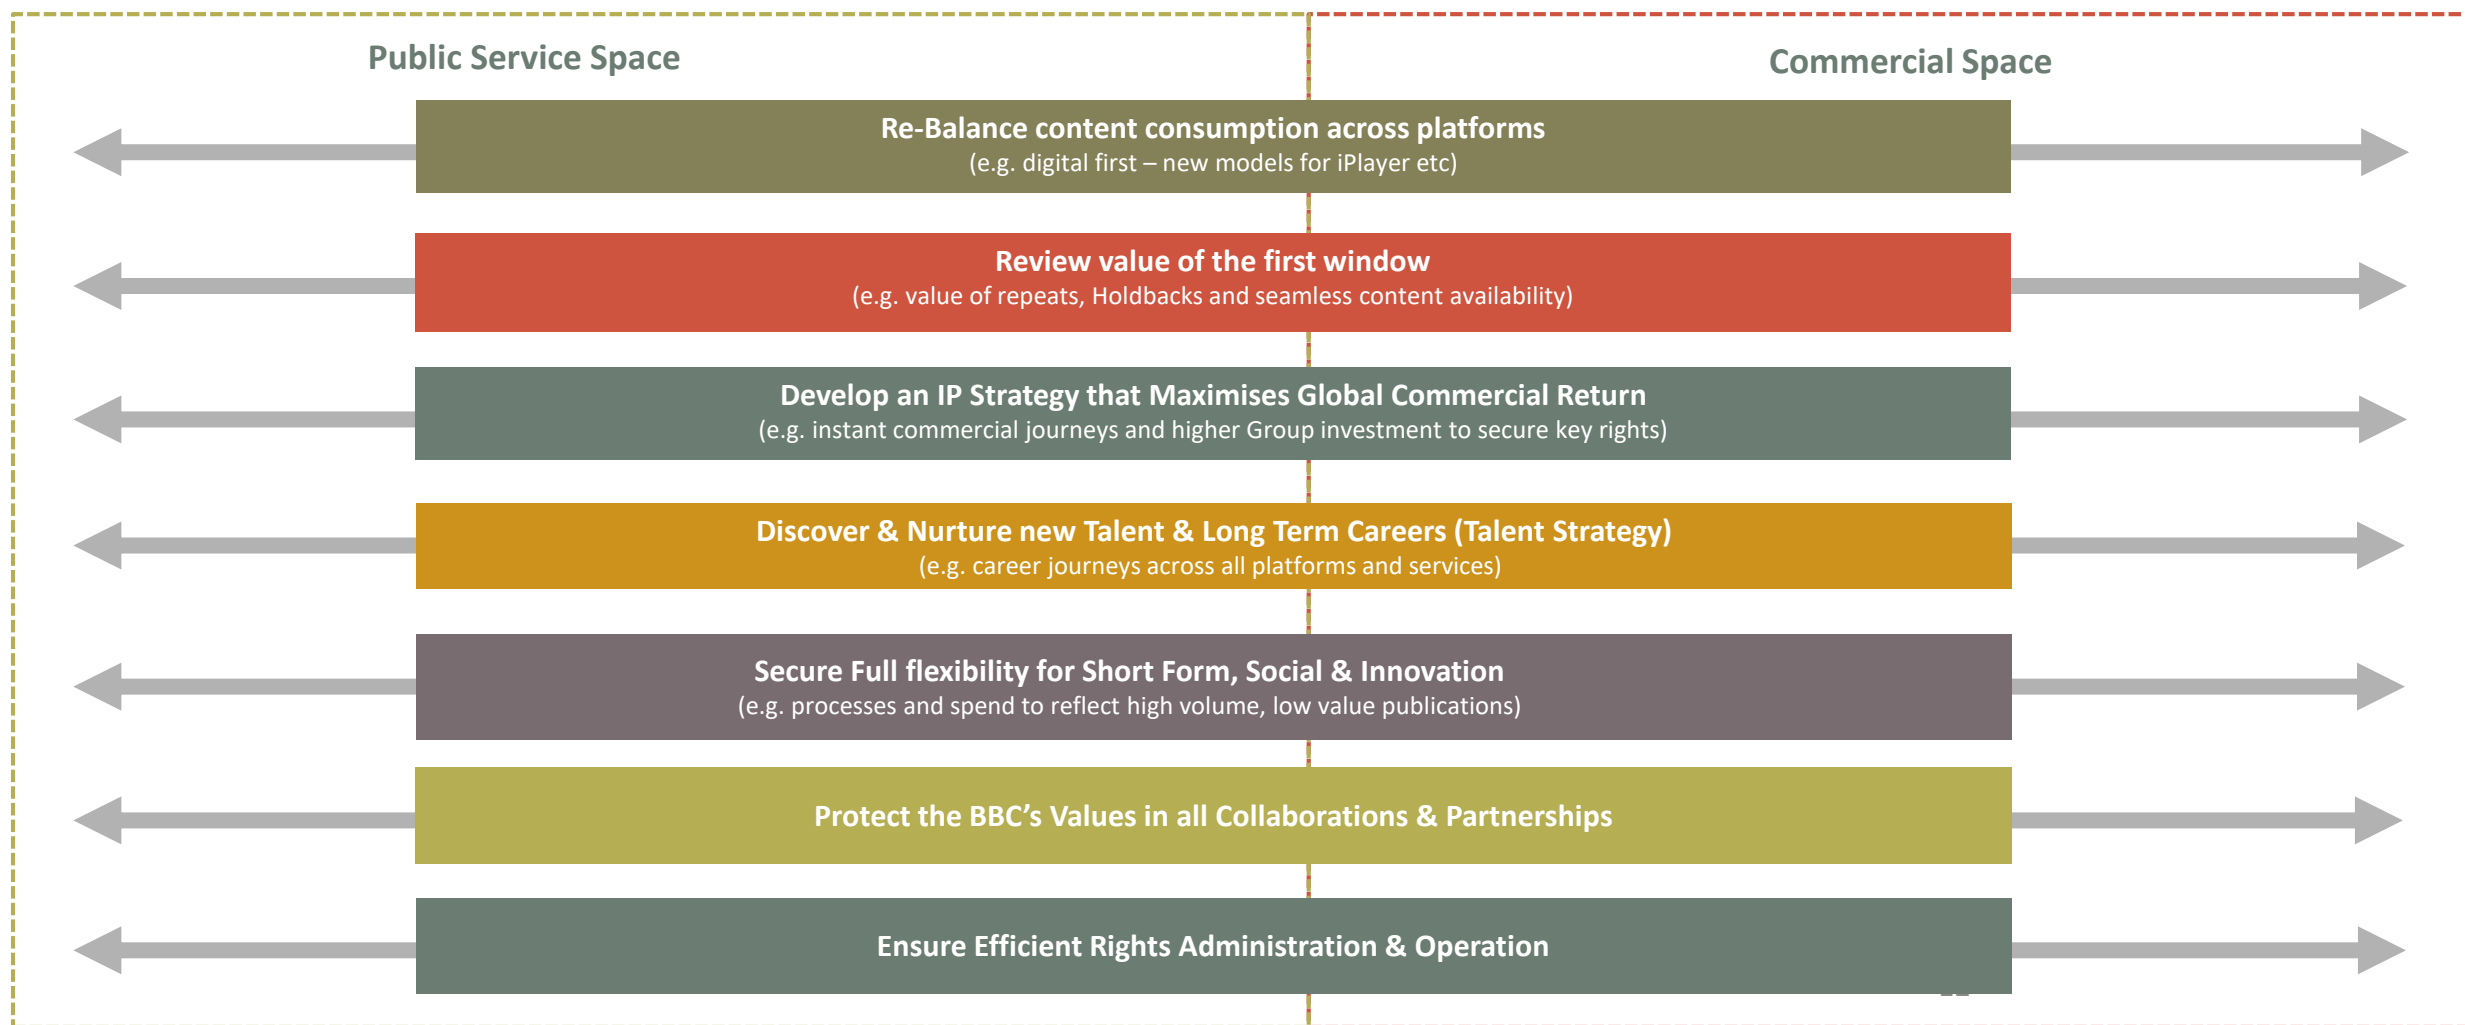 Public Service Space
Commercial Space
Re-Balance content consumption across platforms
(e.g. digital first – new models for iPlayer etc)
Review value of the first window
(e.g. value of repeats, Holdbacks and seamless content availability)
Develop an IP Strategy that Maximises Global Commercial Return
(e.g. instant commercial journeys and higher Group investment to secure key rights)
Discover & Nurture new Talent & Long Term Careers (Talent Strategy)
(e.g. career journeys across all platforms and services)
Secure Full flexibility for Short Form, Social & Innovation
(e.g. processes and spend to reflect high volume, low value publications)
Protect the BBC’s Values in all Collaborations & Partnerships
Ensure Efficient Rights Administration & Operation